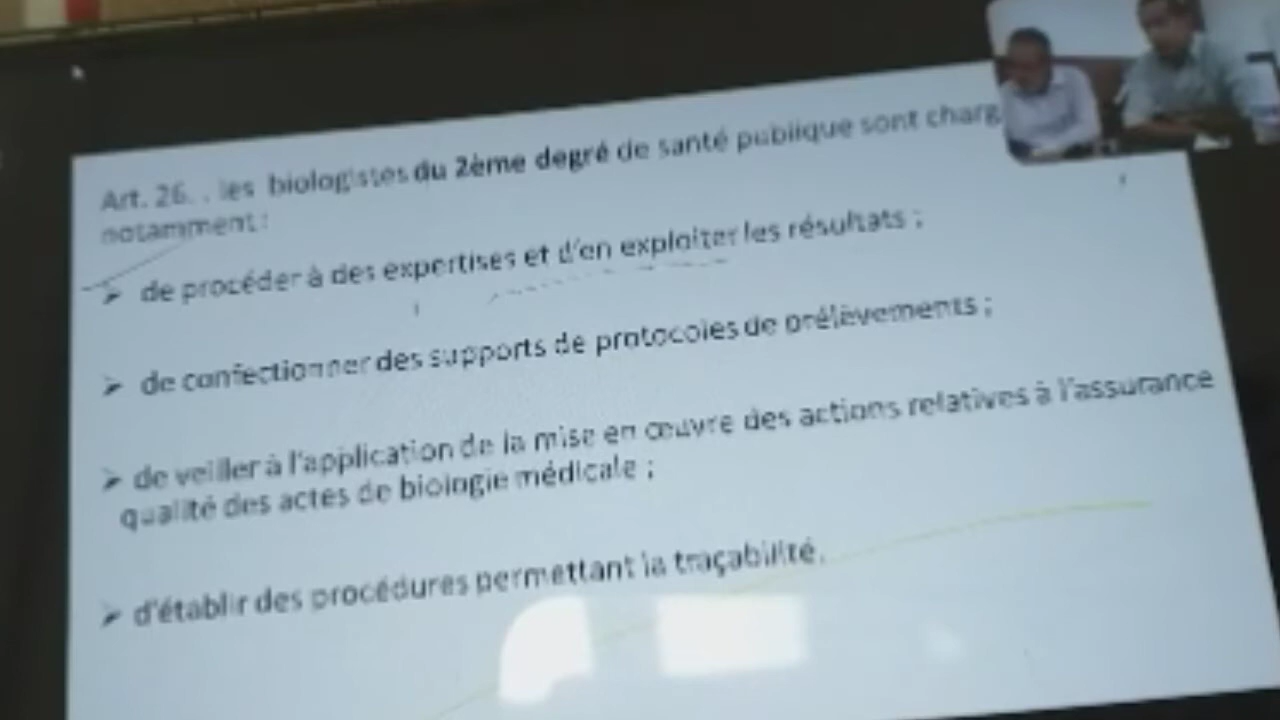 Art. 26. . les biologistes du 2ème degré de santé publique sont charg
notamment :
➢ de procéder à des expertises et d'en exploiter les résultats ;
➢ de confectionner des supports de protocoles de prélèvements ;
➢ de veiller à l'application de la mise en œuvre des actions relatives à l'assurance
qualité des actes de biologie médicale ;
➢ d'établir des procédures permettant la traçabilité.